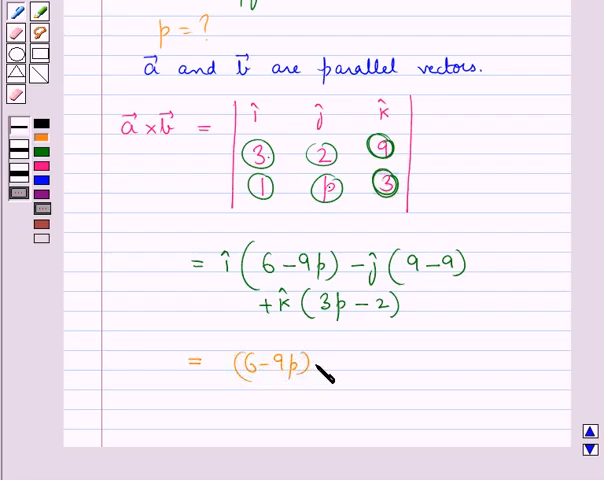 p = ?
a⃗ and b⃗ are parallel vectors.
a⃗ × b⃗ = | î ĵ k̂ |
| 3 2 9 |
| 1 p 3 |
= î (6 − 9p) − ĵ (9 − 9)
+ k̂ (3p − 2)
= (6 − 9p)